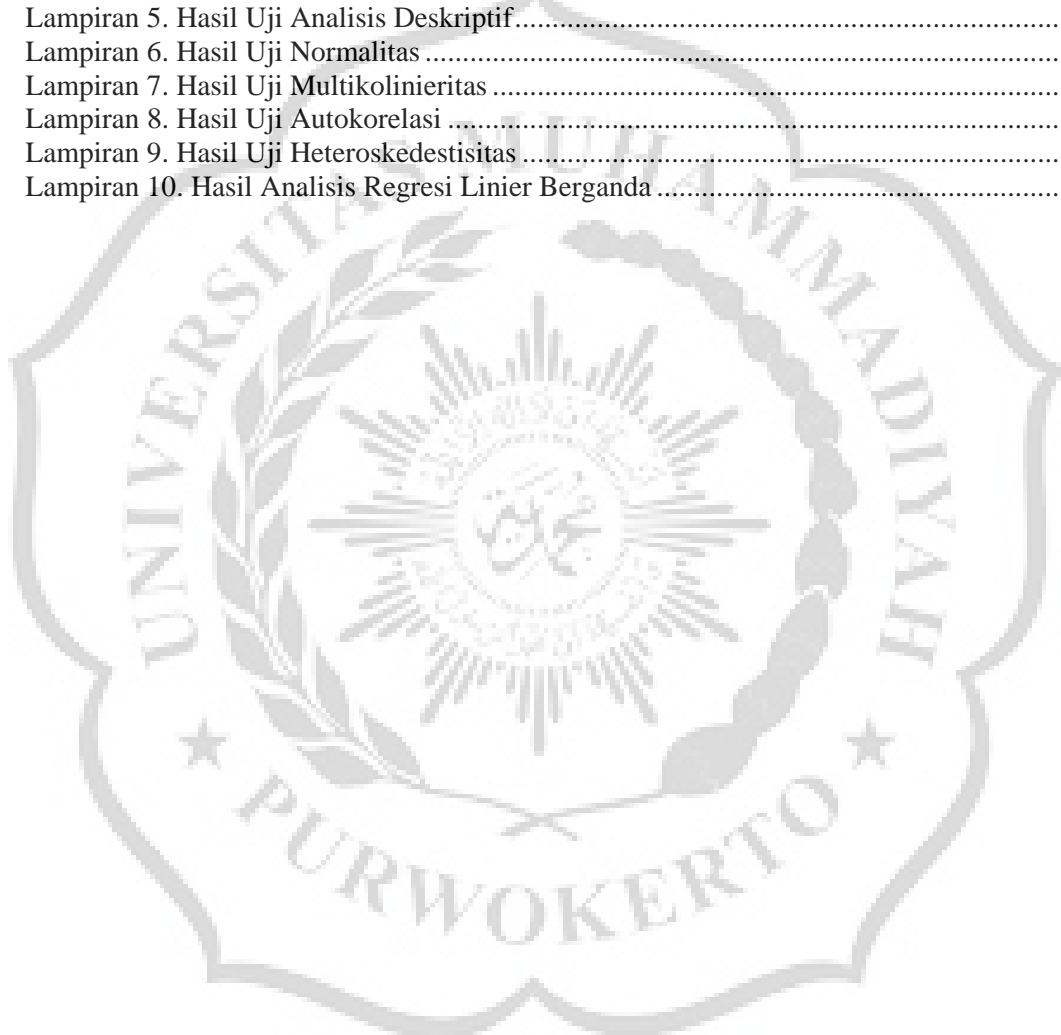 Lampiran 5. Hasil Uji Analisis Deskriptif......................................................................
Lampiran 6. Hasil Uji Normalitas ..................................................................................
Lampiran 7. Hasil Uji Multikolinieritas .........................................................................
Lampiran 8. Hasil Uji Autokorelasi ...............................................................................
Lampiran 9. Hasil Uji Heteroskedestisitas .....................................................................
Lampiran 10. Hasil Analisis Regresi Linier Berganda ...................................................
UNIVERSITAS MUHAMMADIYAH
★ PURWOKERTO ★